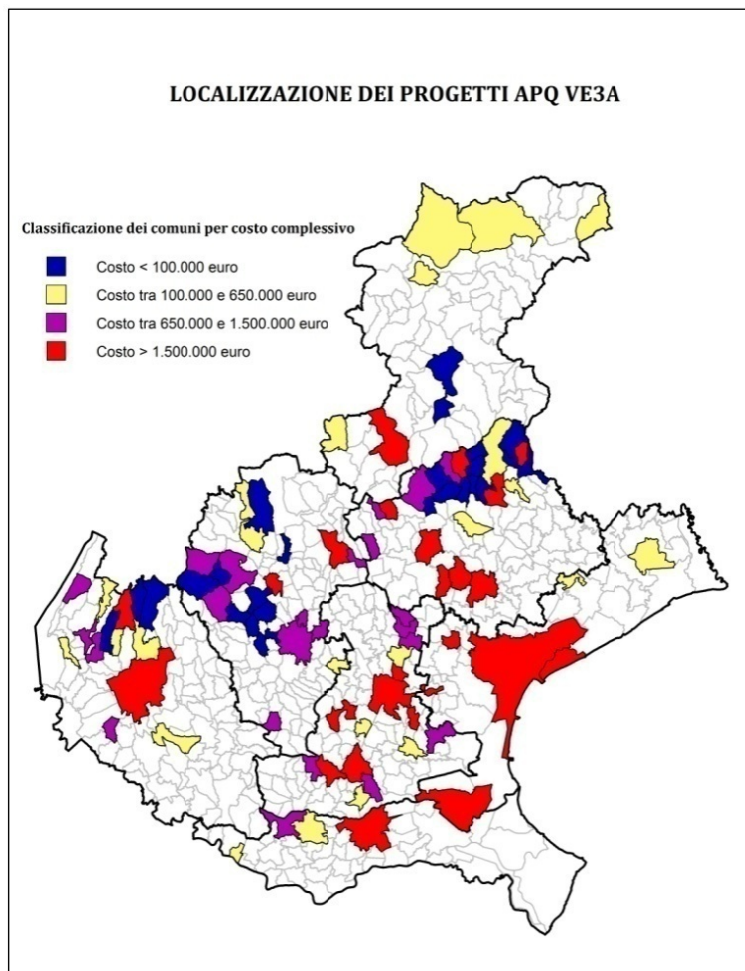 LOCALIZZAZIONE DEI PROGETTI APQ VE3A
Classificazione dei comuni per costo complessivo
Costo < 100.000 euro
Costo tra 100.000 e 650.000 euro
Costo tra 650.000 e 1.500.000 euro
Costo > 1.500.000 euro